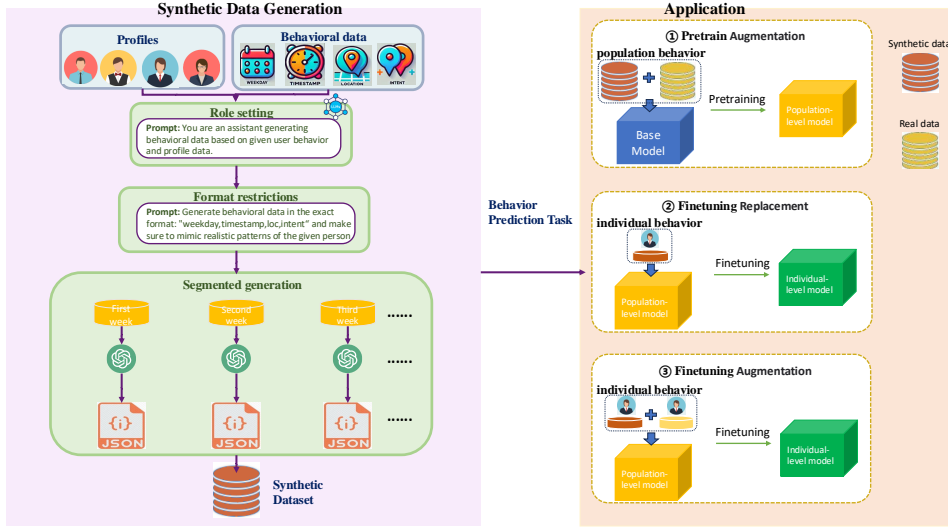 Synthetic Data Generation
Profiles
Behavioral data
WEEKDAY
TIMESTAMP
LOCATION
INTENT
Role setting
Prompt: You are an assistant generating
behavioral data based on given user behavior
and profile data.
Format restrictions
Prompt: Generate behavioral data in the exact
format: "weekday,timestamp,loc,intent" and make
sure to mimic realistic patterns of the given person
Segmented generation
First
week
Second
week
Third
week
......
......
{i}
JSON
{i}
JSON
{i}
JSON
......
Synthetic
Dataset
Behavior
Prediction Task
Application
① Pretrain Augmentation
population behavior
Base
Model
Pretraining
Population-
level model
Synthetic data
Real data
② Finetuning Replacement
individual behavior
Population-
level model
Finetuning
Individual-
level model
③ Finetuning Augmentation
individual behavior
Population-
level model
Finetuning
Individual-
level model